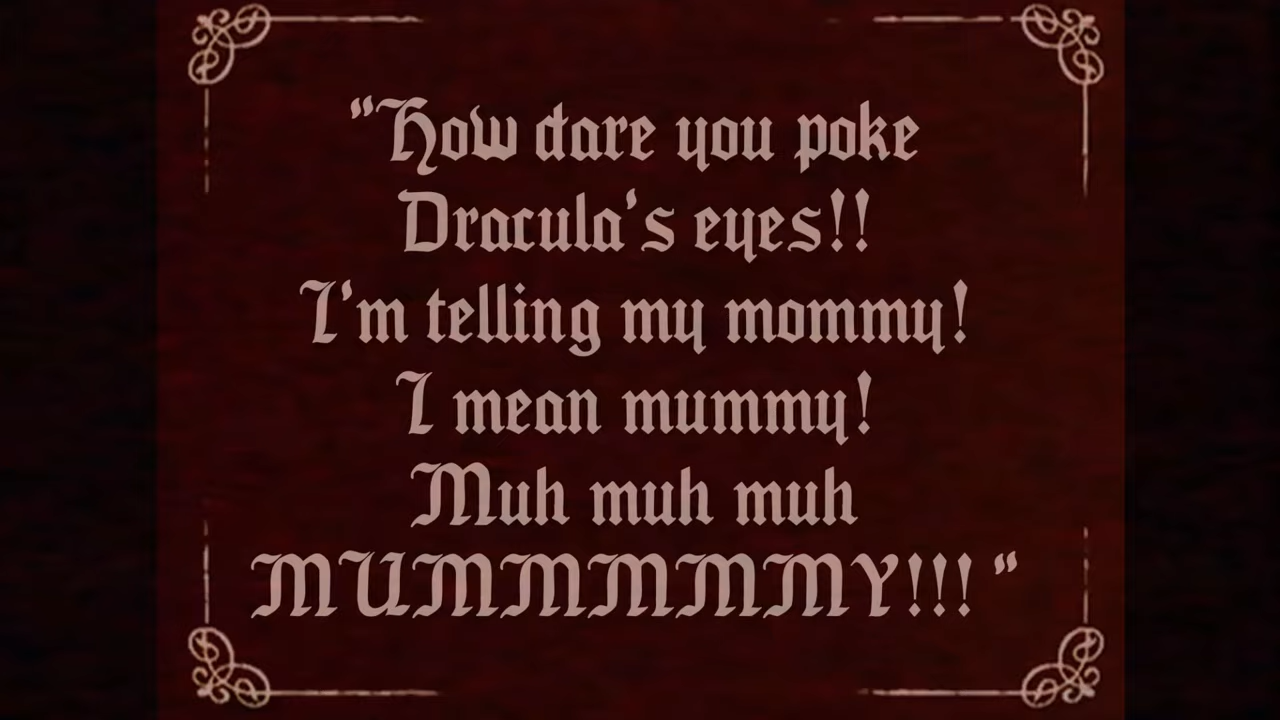 “How dare you poke
Dracula's eyes!!
I'm telling my mommy!
I mean mummy!
Muh muh muh
MUMMMMMY!!! “